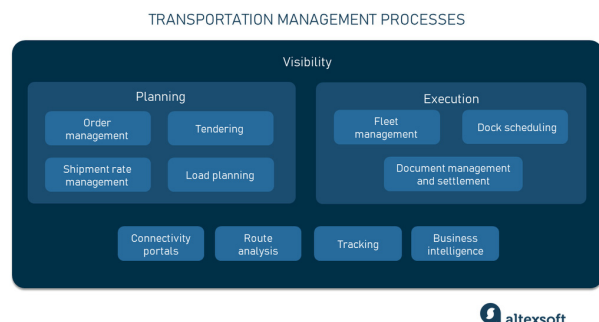 TRANSPORTATION MANAGEMENT PROCESSES
Visibility
Planning
Order
management
Tendering
Shipment rate
management
Load planning
Execution
Fleet
management
Dock scheduling
Document management
and settlement
Connectivity
portals
Route
analysis
Tracking
Business
intelligence
altexsoft